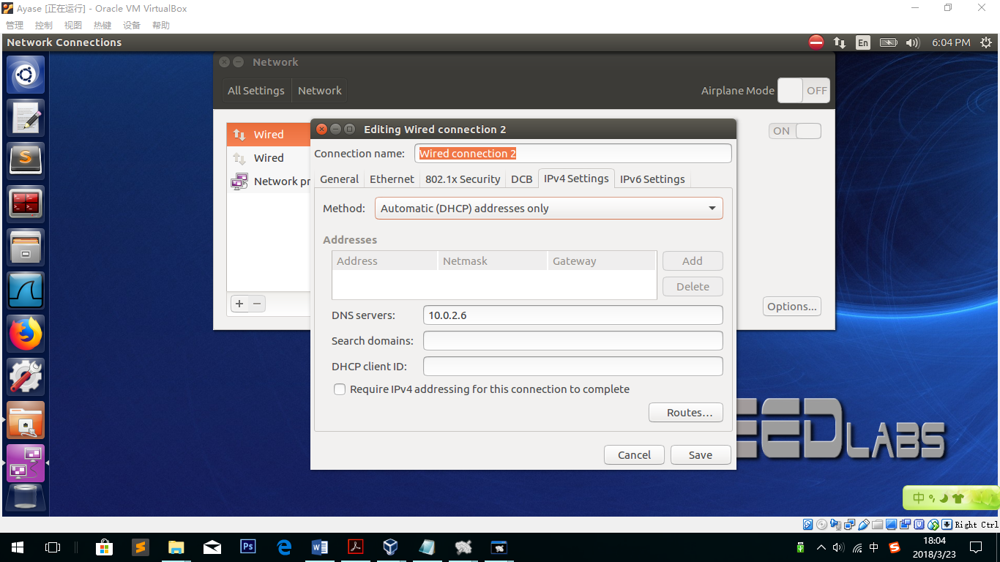 Ayase [正在运行] - Oracle VM VirtualBox
管理 控制 视图 热键 设备 帮助
Network Connections En 6:04 PM
Network
All Settings Network Airplane Mode OFF
Wired ON
Wired
Network pr
Editing Wired connection 2
Connection name: Wired connection 2
General Ethernet 802.1x Security DCB IPv4 Settings IPv6 Settings
Method: Automatic (DHCP) addresses only
Addresses
Address Netmask Gateway Add
Delete
+ −
Options...
DNS servers: 10.0.2.6
Search domains:
DHCP client ID:
Require IPv4 addressing for this connection to complete
Routes…
Cancel Save
EED LABS
中
Right Ctrl
Ps
中
18:04
2018/3/23